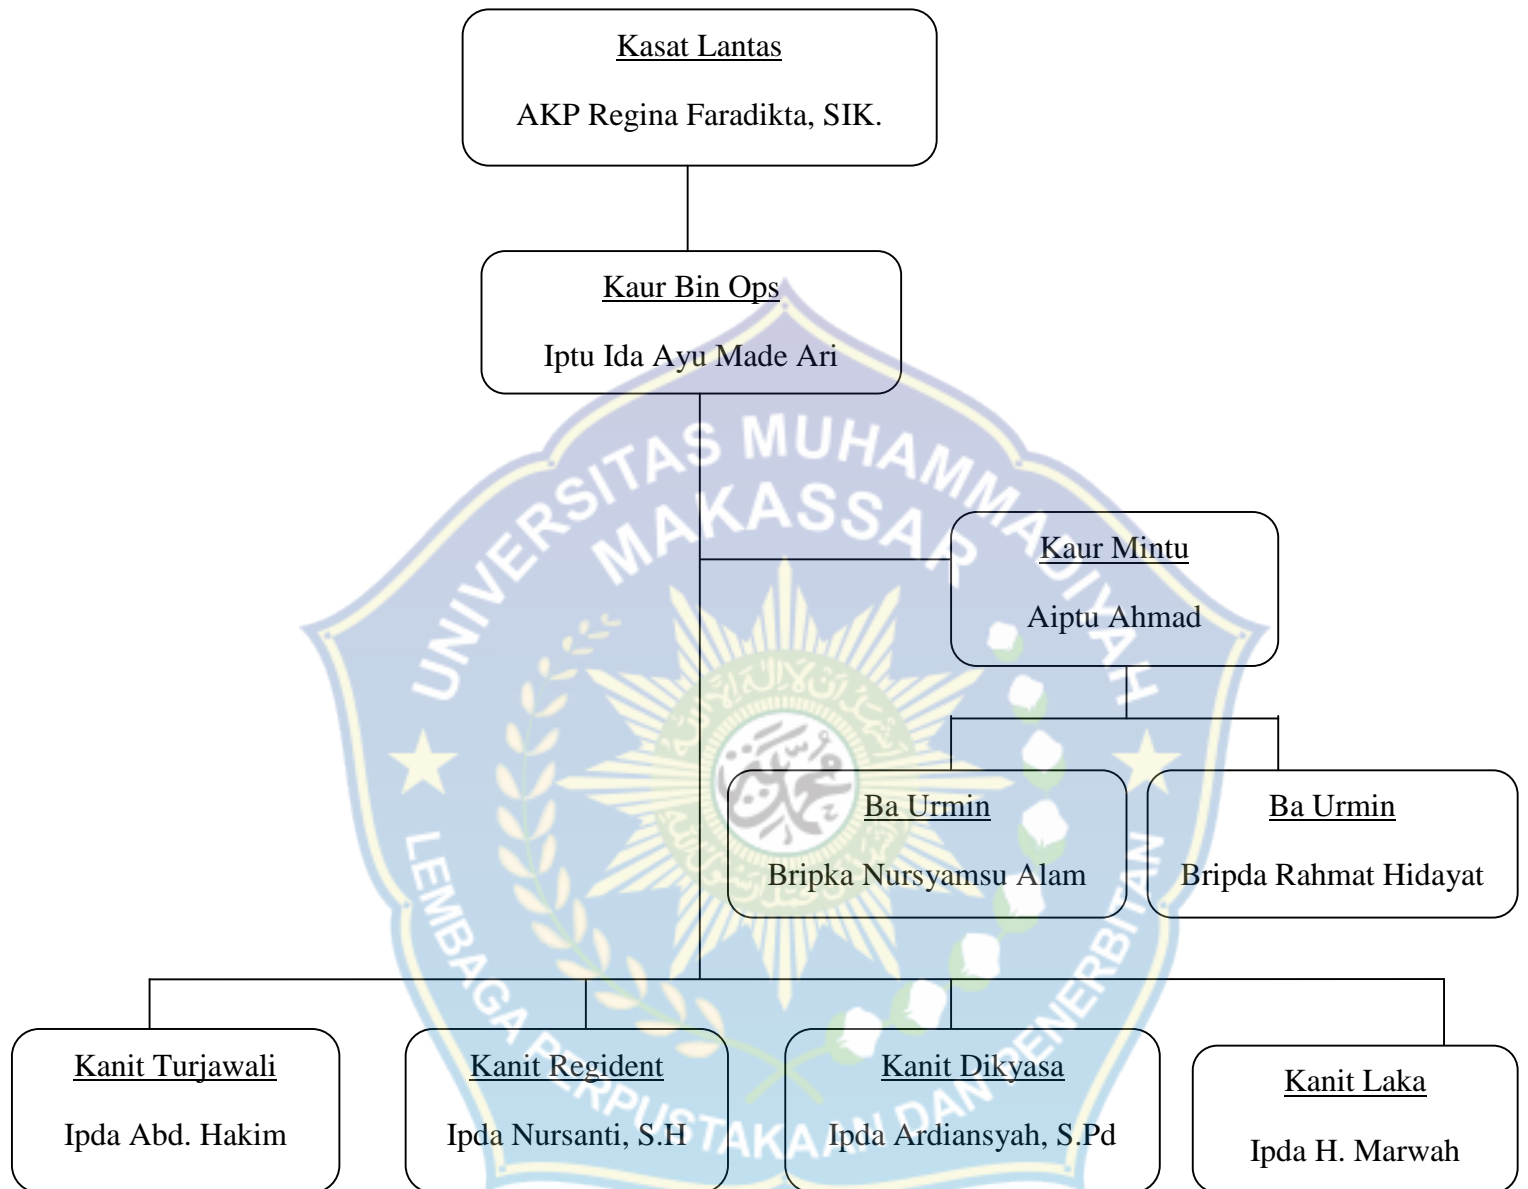 Kasat Lantas
AKP Regina Faradikta, SIK.
Kaur Bin Ops
Iptu Ida Ayu Made Ari
UNIVERSITAS MUHAMMADIYAH
MAKASSAR
Kaur Mintu
Aiptu Ahmad
Ba Urmin
Bripka Nursyamsu Alam
Ba Urmin
Bripda Rahmat Hidayat
LEMBAGA PERPUSTAKAAN DAN PENERBITAN
Kanit Turjawali
Ipda Abd. Hakim
Kanit Regident
Ipda Nursanti, S.H
Kanit Dikyasa
Ipda Ardiansyah, S.Pd
Kanit Laka
Ipda H. Marwah